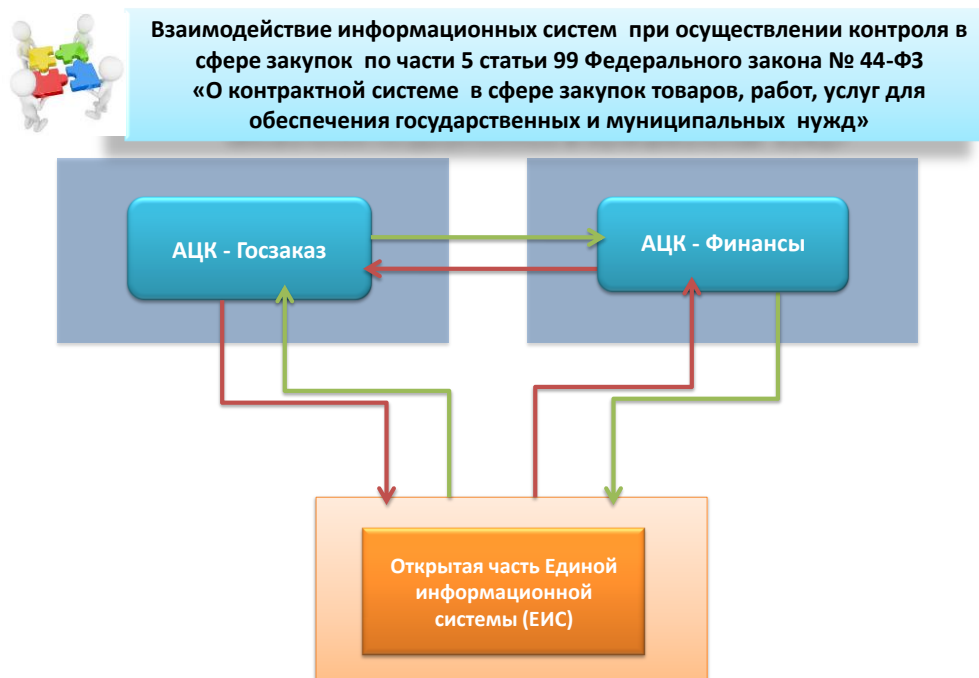 Взаимодействие информационных систем при осуществлении контроля в
сфере закупок по части 5 статьи 99 Федерального закона № 44-ФЗ
«О контрактной системе в сфере закупок товаров, работ, услуг для
обеспечения государственных и муниципальных нужд»
АЦК - Госзаказ
АЦК - Финансы
Открытая часть Единой
информационной
системы (ЕИС)